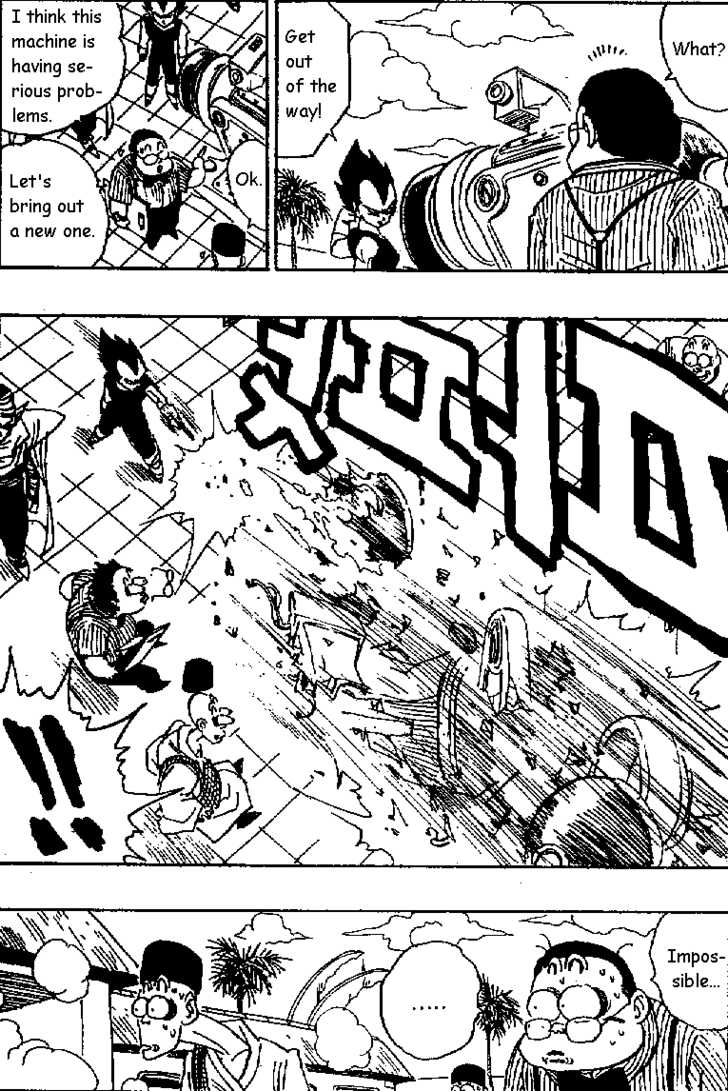 I think this
machine is
having se-
rious prob-
lems.
Let's
bring out
a new one.
Ok.
Get
out
of the
way!
What?
!!
.....
Impos-
sible...